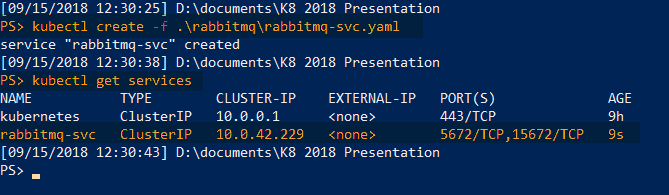 [09/15/2018 12:30:25] D:\documents\K8 2018 Presentation
PS> kubectl create -f .\rabbitmq\rabbitmq-svc.yaml
service "rabbitmq-svc" created
[09/15/2018 12:30:38] D:\documents\K8 2018 Presentation
PS> kubectl get services
NAME TYPE CLUSTER-IP EXTERNAL-IP PORT(S) AGE
kubernetes ClusterIP 10.0.0.1 <none> 443/TCP 9h
rabbitmq-svc ClusterIP 10.0.42.229 <none> 5672/TCP,15672/TCP 9s
[09/15/2018 12:30:43] D:\documents\K8 2018 Presentation
PS>